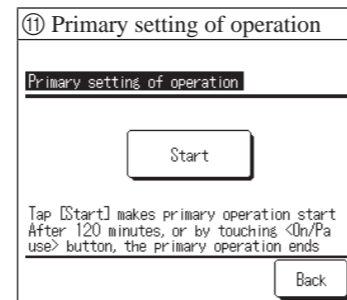 ⑪ Primary setting of operation
Primary setting of operation
Start
Tap [Start] makes primary operation start
After 120 minutes, or by touching <On/Pa
use> button, the primary operation ends
Back